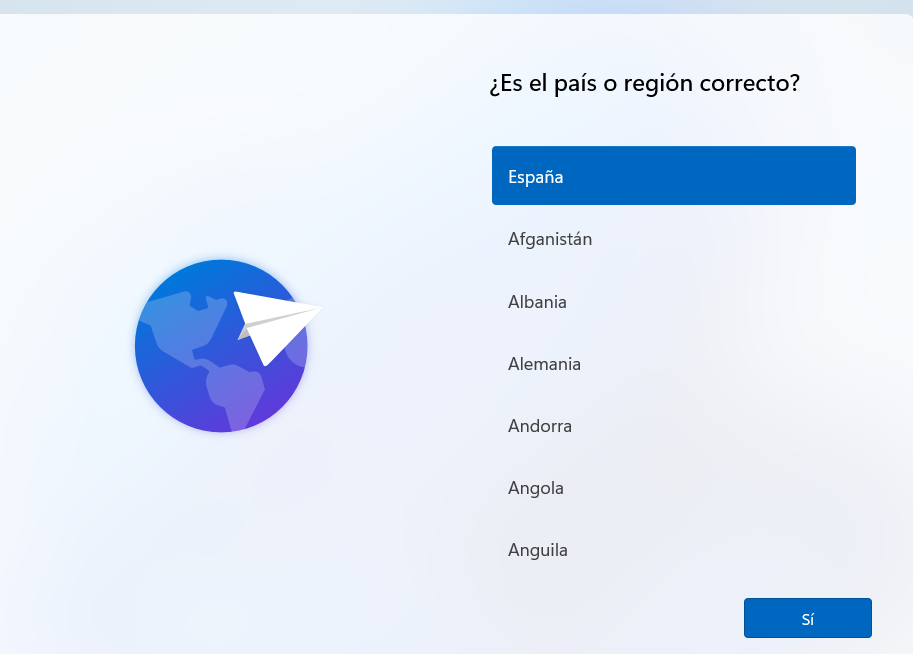 ¿Es el país o región correcto?
España
Afganistán
Albania
Alemania
Andorra
Angola
Anguila
Sí